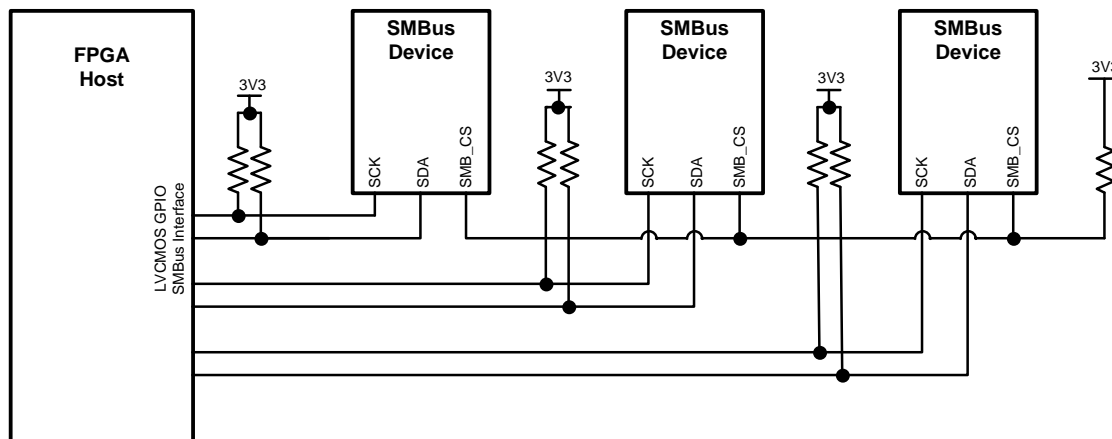 FPGA
Host
SMBus
Device
SMBus
Device
SMBus
Device
3V3
3V3
3V3
3V3
SCK
SDA
SMB_CS
SCK
SDA
SMB_CS
SCK
SDA
SMB_CS
LVCMOS GPIO
SMBus Interface